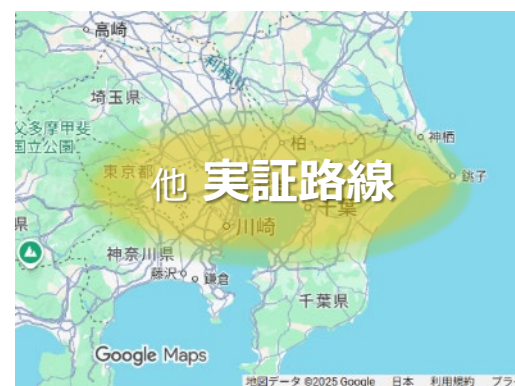 高崎
利根川
埼玉県
父多摩甲斐
国立公園
柏
神栖
東京都
銚子
他 実証路線
千葉
川崎
県
神奈川県
藤沢
鎌倉
千葉県
Google Maps
地図データ ©2025 Google 日本 利用規約 プラ